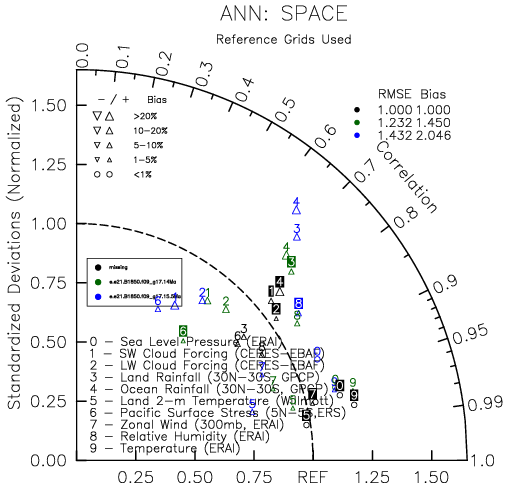 ANN: SPACE
Reference Grids Used
0.0 0.1 0.2 0.3 0.4 0.5 0.6 0.7 0.8 0.9 0.95 0.99 1.0
Correlation
RMSE Bias
1.000 1.000
1.232 1.450
1.432 2.046
− / + Bias
>20%
10−20%
5−10%
1−5%
<1%
Standardized Deviations (Normalized)
1.50
1.25
1.00
0.75
0.50
0.25
0.00
missing
0 − Sea Level Pressure (ERAI)
1 − SW Cloud Forcing (CERES−EBAF)
2 − LW Cloud Forcing (CERES−EBAF)
3 − Land Rainfall (30N−30S, GPCP)
4 − Ocean Rainfall (30N−30S, GPCP)
5 − Land 2−m Temperature (Willmott)
6 − Pacific Surface Stress (5N−5S,ERS)
7 − Zonal Wind (300mb, ERAI)
8 − Relative Humidity (ERAI)
9 − Temperature (ERAI)
0.25 0.50 0.75 REF 1.25 1.50